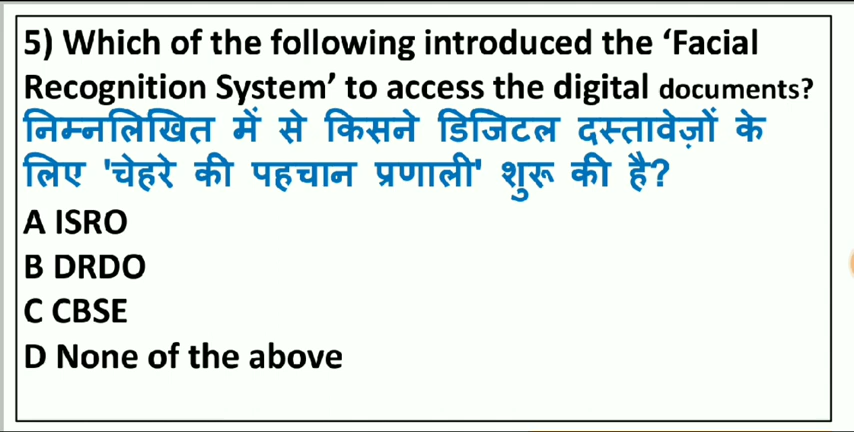 5) Which of the following introduced the ‘Facial
Recognition System’ to access the digital documents?
निम्नलिखित में से किसने डिजिटल दस्तावेज़ों के
लिए 'चेहरे की पहचान प्रणाली' शुरू की है?
A ISRO
B DRDO
C CBSE
D None of the above